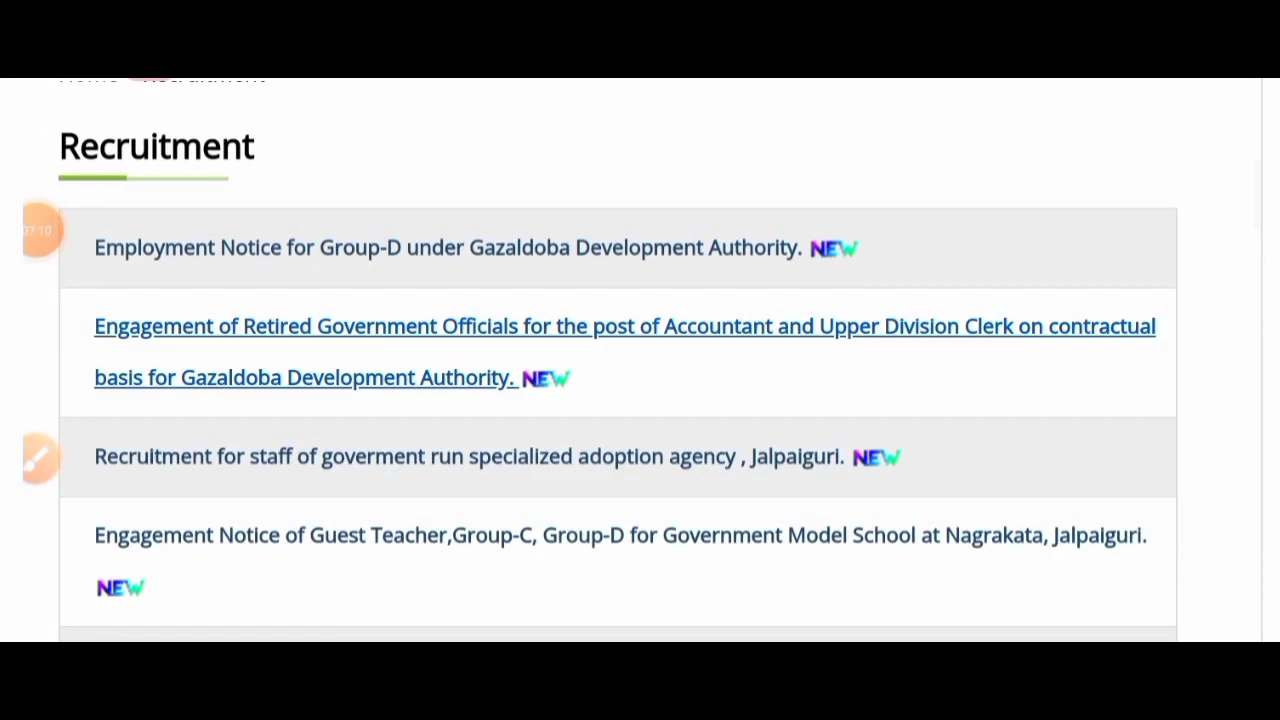 Recruitment
Employment Notice for Group-D under Gazaldoba Development Authority. NEW
07:10
Engagement of Retired Government Officials for the post of Accountant and Upper Division Clerk on contractual
basis for Gazaldoba Development Authority. NEW
Recruitment for staff of goverment run specialized adoption agency , Jalpaiguri. NEW
Engagement Notice of Guest Teacher,Group-C, Group-D for Government Model School at Nagrakata, Jalpaiguri.
NEW